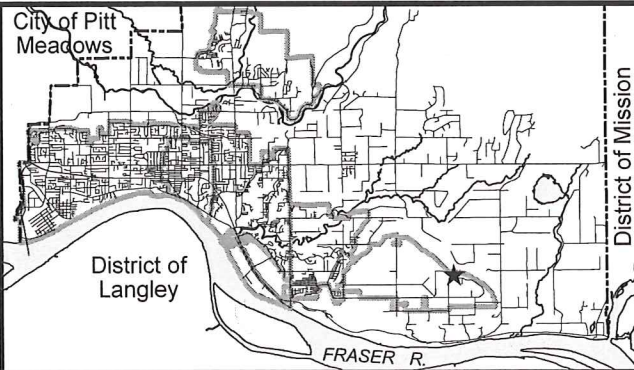 City of Pitt
Meadows
District of Mission
District of
Langley
FRASER R.